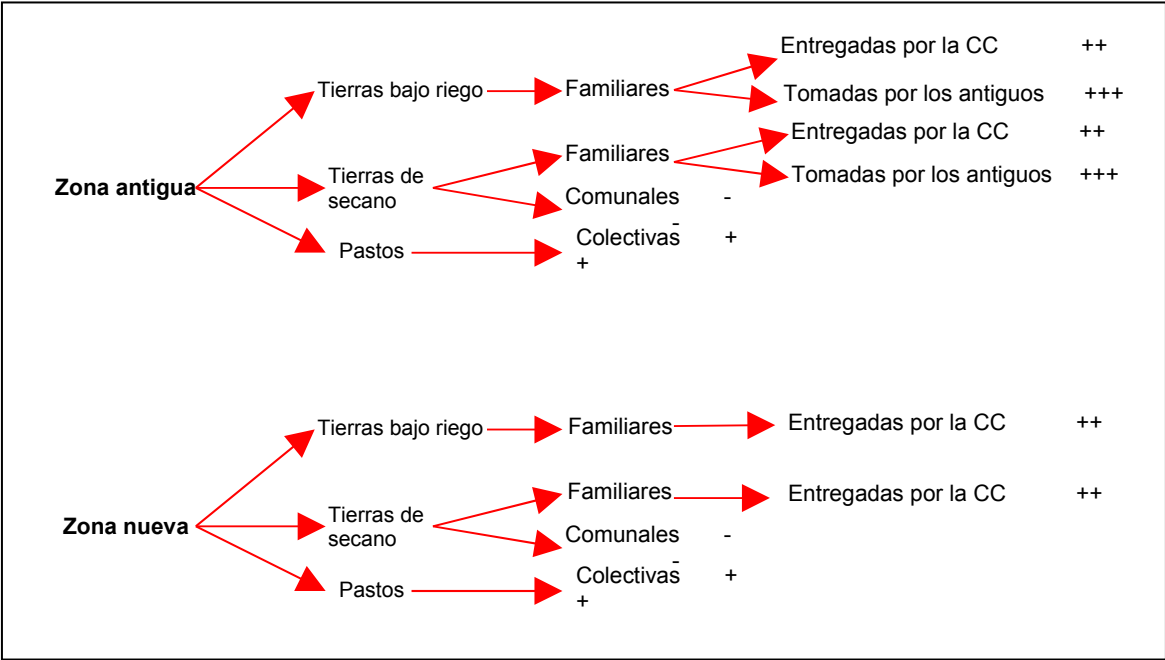 Entregadas por la CC ++
Tierras bajo riego Familiares
Tomadas por los antiguos +++
Entregadas por la CC ++
Familiares
Zona antigua
Tierras de
secano
Tomadas por los antiguos +++
Comunales -
-
Colectivas +
Pastos
+
Tierras bajo riego Familiares Entregadas por la CC ++
Familiares Entregadas por la CC ++
Zona nueva
Tierras de
secano
Comunales -
-
Colectivas +
Pastos
+